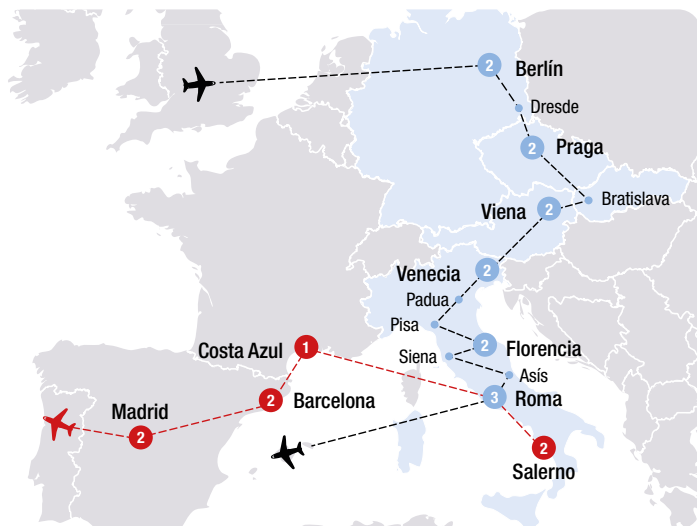 2 Berlín
Dresde
2 Praga
Bratislava
Viena 2
Venecia 2
Padua
Pisa
Costa Azul 1
2 Florencia
Siena
Asís
3 Roma
Madrid
2
2 Barcelona
2
Salerno